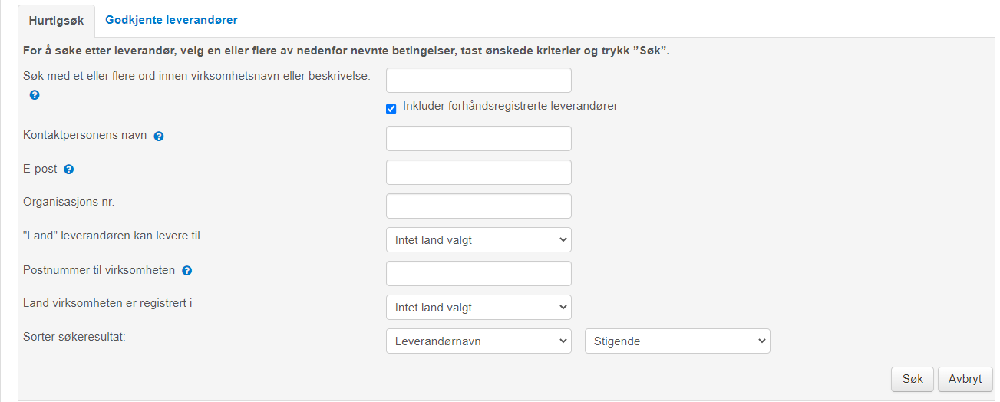 Hurtigsøk Godkjente leverandører
For å søke etter leverandør, velg en eller flere av nedenfor nevnte betingelser, tast ønskede kriterier og trykk ”Søk”.
Søk med et eller flere ord innen virksomhetsnavn eller beskrivelse.
?
Inkluder forhåndsregistrerte leverandører
Kontaktpersonens navn ?
E-post ?
Organisasjons nr.
"Land" leverandøren kan levere til Intet land valgt
Postnummer til virksomheten ?
Land virksomheten er registrert i Intet land valgt
Sorter søkeresultat: Leverandørnavn Stigende
Søk Avbryt